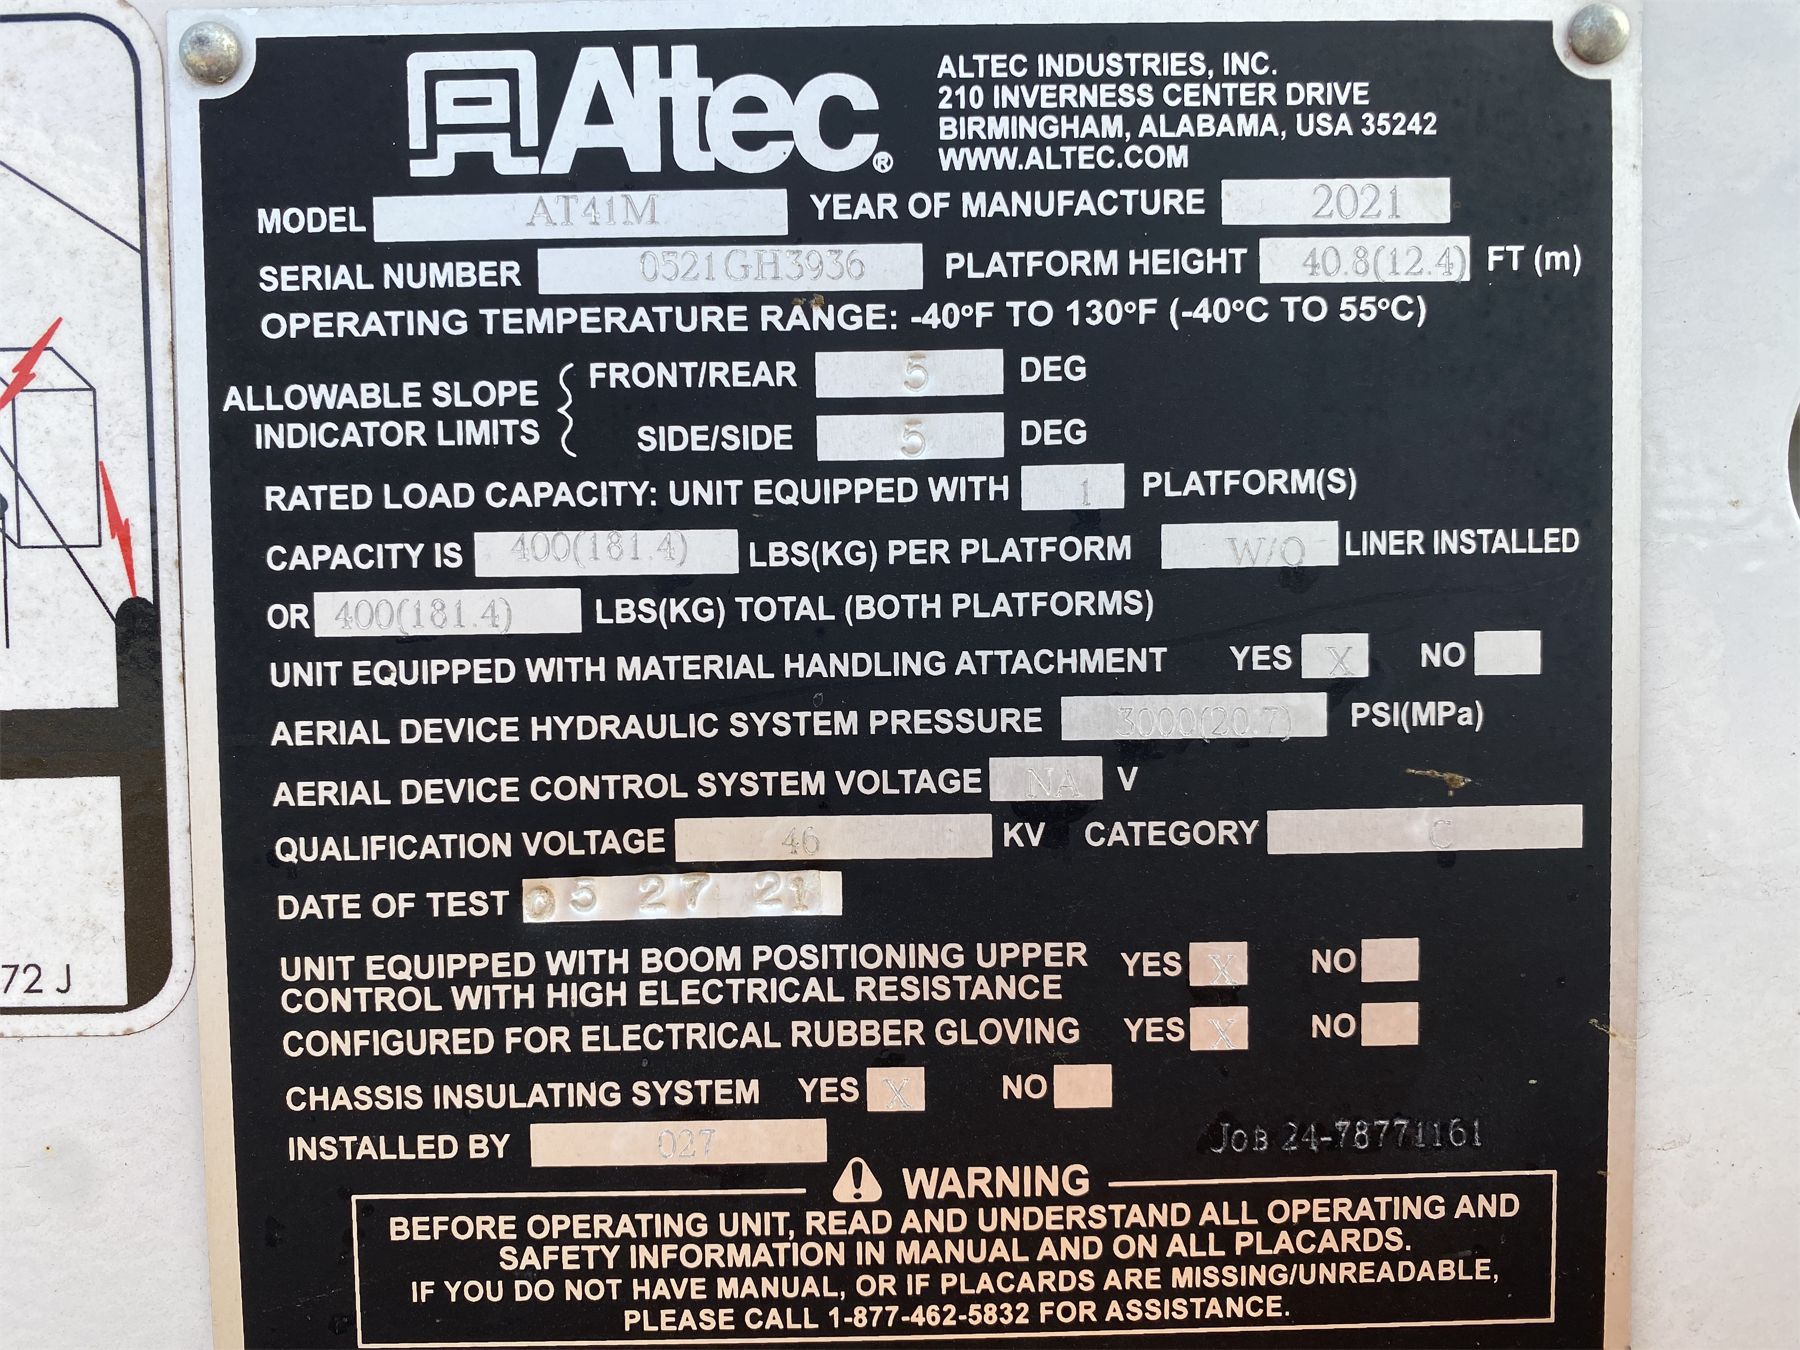 Altec®
ALTEC INDUSTRIES, INC.
210 INVERNESS CENTER DRIVE
BIRMINGHAM, ALABAMA, USA 35242
WWW.ALTEC.COM
MODEL AT41M YEAR OF MANUFACTURE 2021
SERIAL NUMBER 0521GH3936 PLATFORM HEIGHT 40.8(12.4) FT (m)
OPERATING TEMPERATURE RANGE: -40°F TO 130°F (-40°C TO 55°C)
ALLOWABLE SLOPE INDICATOR LIMITS
FRONT/REAR 5 DEG
SIDE/SIDE 5 DEG
RATED LOAD CAPACITY: UNIT EQUIPPED WITH 1 PLATFORM(S)
CAPACITY IS 400(181.4) LBS(KG) PER PLATFORM W/O LINER INSTALLED
OR 400(181.4) LBS(KG) TOTAL (BOTH PLATFORMS)
UNIT EQUIPPED WITH MATERIAL HANDLING ATTACHMENT YES X NO
AERIAL DEVICE HYDRAULIC SYSTEM PRESSURE 3000(20.7) PSI(MPa)
AERIAL DEVICE CONTROL SYSTEM VOLTAGE NA V
QUALIFICATION VOLTAGE 46 KV CATEGORY C
DATE OF TEST 05 27 21
UNIT EQUIPPED WITH BOOM POSITIONING UPPER YES X NO
CONTROL WITH HIGH ELECTRICAL RESISTANCE
CONFIGURED FOR ELECTRICAL RUBBER GLOVING YES X NO
CHASSIS INSULATING SYSTEM YES X NO
INSTALLED BY 027
JOB 24-78771161
WARNING
BEFORE OPERATING UNIT, READ AND UNDERSTAND ALL OPERATING AND
SAFETY INFORMATION IN MANUAL AND ON ALL PLACARDS.
IF YOU DO NOT HAVE MANUAL, OR IF PLACARDS ARE MISSING/UNREADABLE,
PLEASE CALL 1-877-462-5832 FOR ASSISTANCE.
72 J